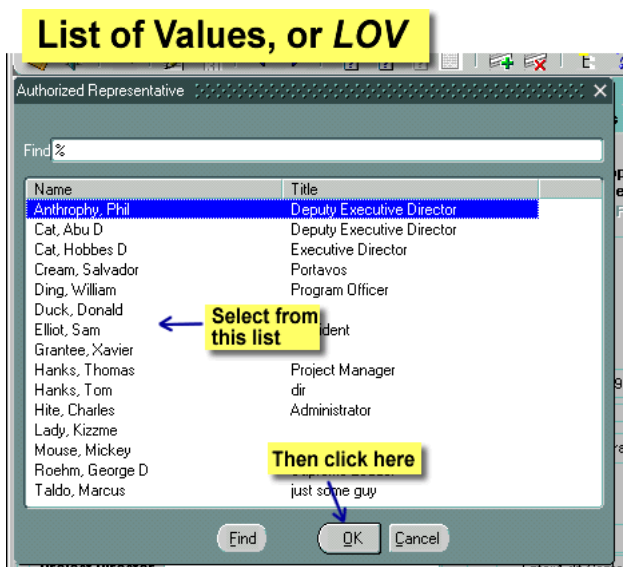 List of Values, or LOV
Authorized Representative
Find %
Name Title
Anthrophy, Phil Deputy Executive Director
Cat, Abu D Deputy Executive Director
Cat, Hobbes D Executive Director
Cream, Salvador Portavos
Ding, William Program Officer
Duck, Donald
Elliot, Sam
Select from
this list
Grantee, Xavier
Hanks, Thomas Project Manager
Hanks, Tom dir
Hite, Charles Administrator
Lady, Kizzme
Mouse, Mickey
Then click here
Roehm, George D
Taldo, Marcus just some guy
Find OK Cancel